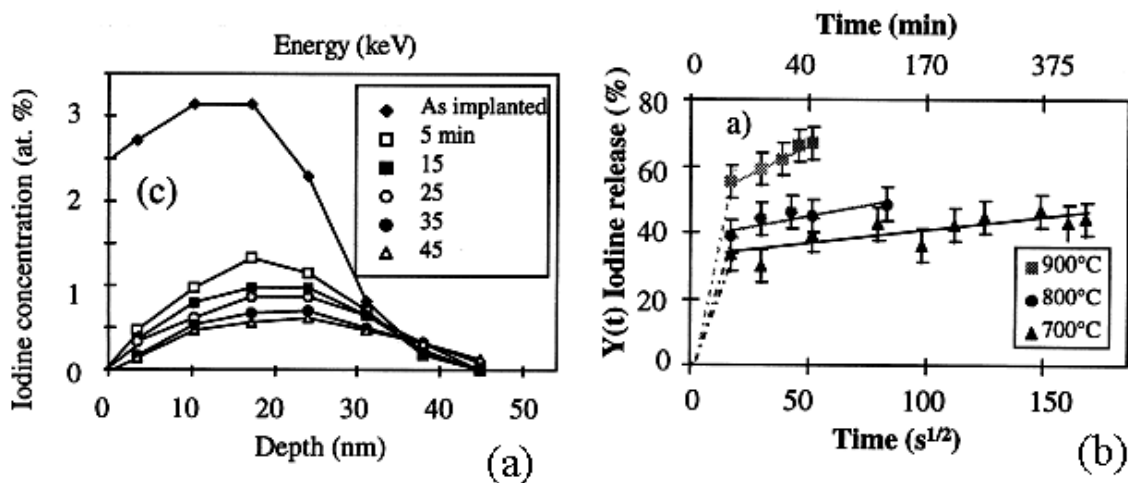 Energy (keV)
Iodine concentration (at. %)
3
2
1
0
(c)
As implanted
5 min
15
25
35
45
0 10 20 30 40 50
Depth (nm)
(a)
Time (min)
0 40 170 375
Y(t) Iodine release (%)
80
60
40
20
0
a)
900°C
800°C
700°C
0 50 100 150
Time (s1/2)
(b)